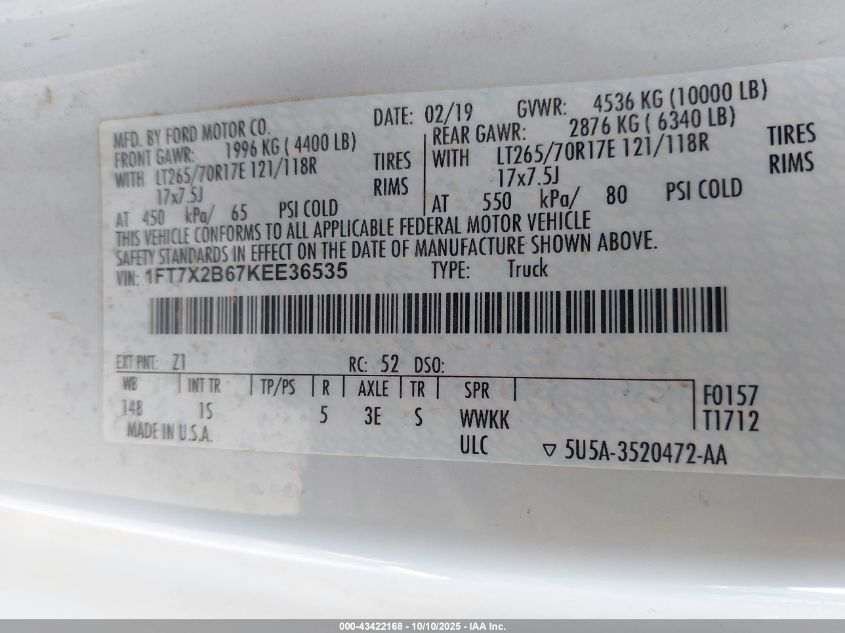 MFD. BY FORD MOTOR CO.
DATE: 02/19 GVWR: 4536 KG (10000 LB)
FRONT GAWR: 1996 KG ( 4400 LB)
REAR GAWR: 2876 KG ( 6340 LB)
WITH LT265/70R17E 121/118R TIRES
WITH LT265/70R17E 121/118R TIRES
17x7.5J RIMS
17x7.5J RIMS
AT 450 kPa/ 65 PSI COLD
AT 550 kPa/ 80 PSI COLD
THIS VEHICLE CONFORMS TO ALL APPLICABLE FEDERAL MOTOR VEHICLE
SAFETY STANDARDS IN EFFECT ON THE DATE OF MANUFACTURE SHOWN ABOVE.
VIN: 1FT7X2B67KEE36535 TYPE: Truck
EXT PNT: Z1 RC: 52 DSO:
WB INT TR TP/PS R AXLE TR SPR F0157
148 1S 5 3E S WWKK T1712
MADE IN U.S.A. ULC ▽ 5U5A-3520472-AA
000-43422168 - 10/10/2025 - IAA Inc.